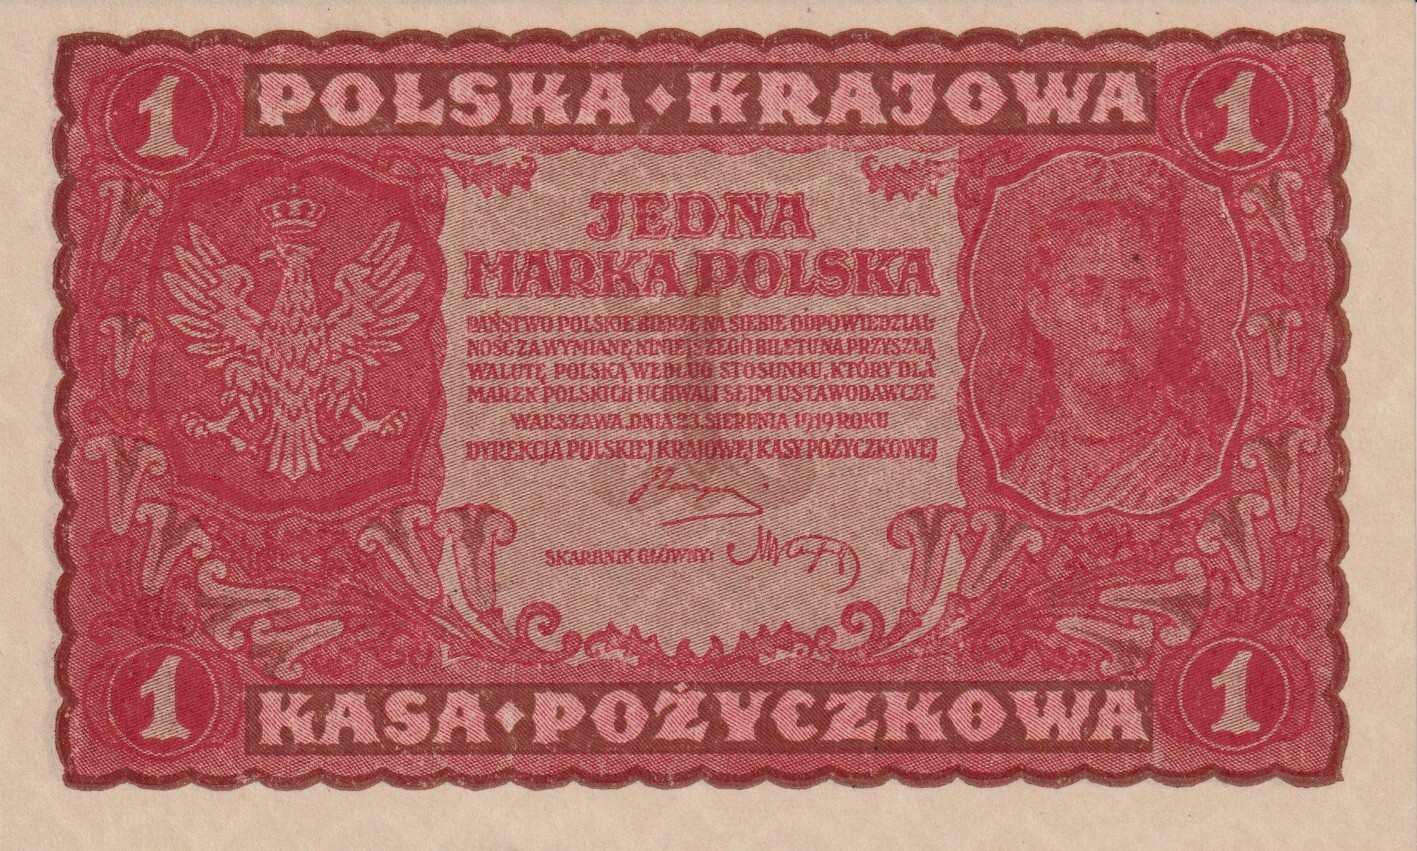 1 POLSKA • KRAJOWA 1
JEDNA
MARKA POLSKA
PAŃSTWO POLSKIE BIERZE NA SIEBIE ODPOWIEDZIAL-
NOŚĆ ZA WYMIANĘ NINIEJSZEGO BILETU NA PRZYSZŁĄ
WALUTĘ POLSKĄ WEDŁUG STOSUNKU, KTÓRY DLA
MAREK POLSKICH UCHWALI SEJM USTAWODAWCZY.
WARSZAWA, DNIA 23. SIERPNIA 1919 ROKU
DYREKCJA POLSKIEJ KRAJOWEJ KASY POŻYCZKOWEJ
SKARBNIK GŁÓWNY:
1 KASA • POŻYCZKOWA 1